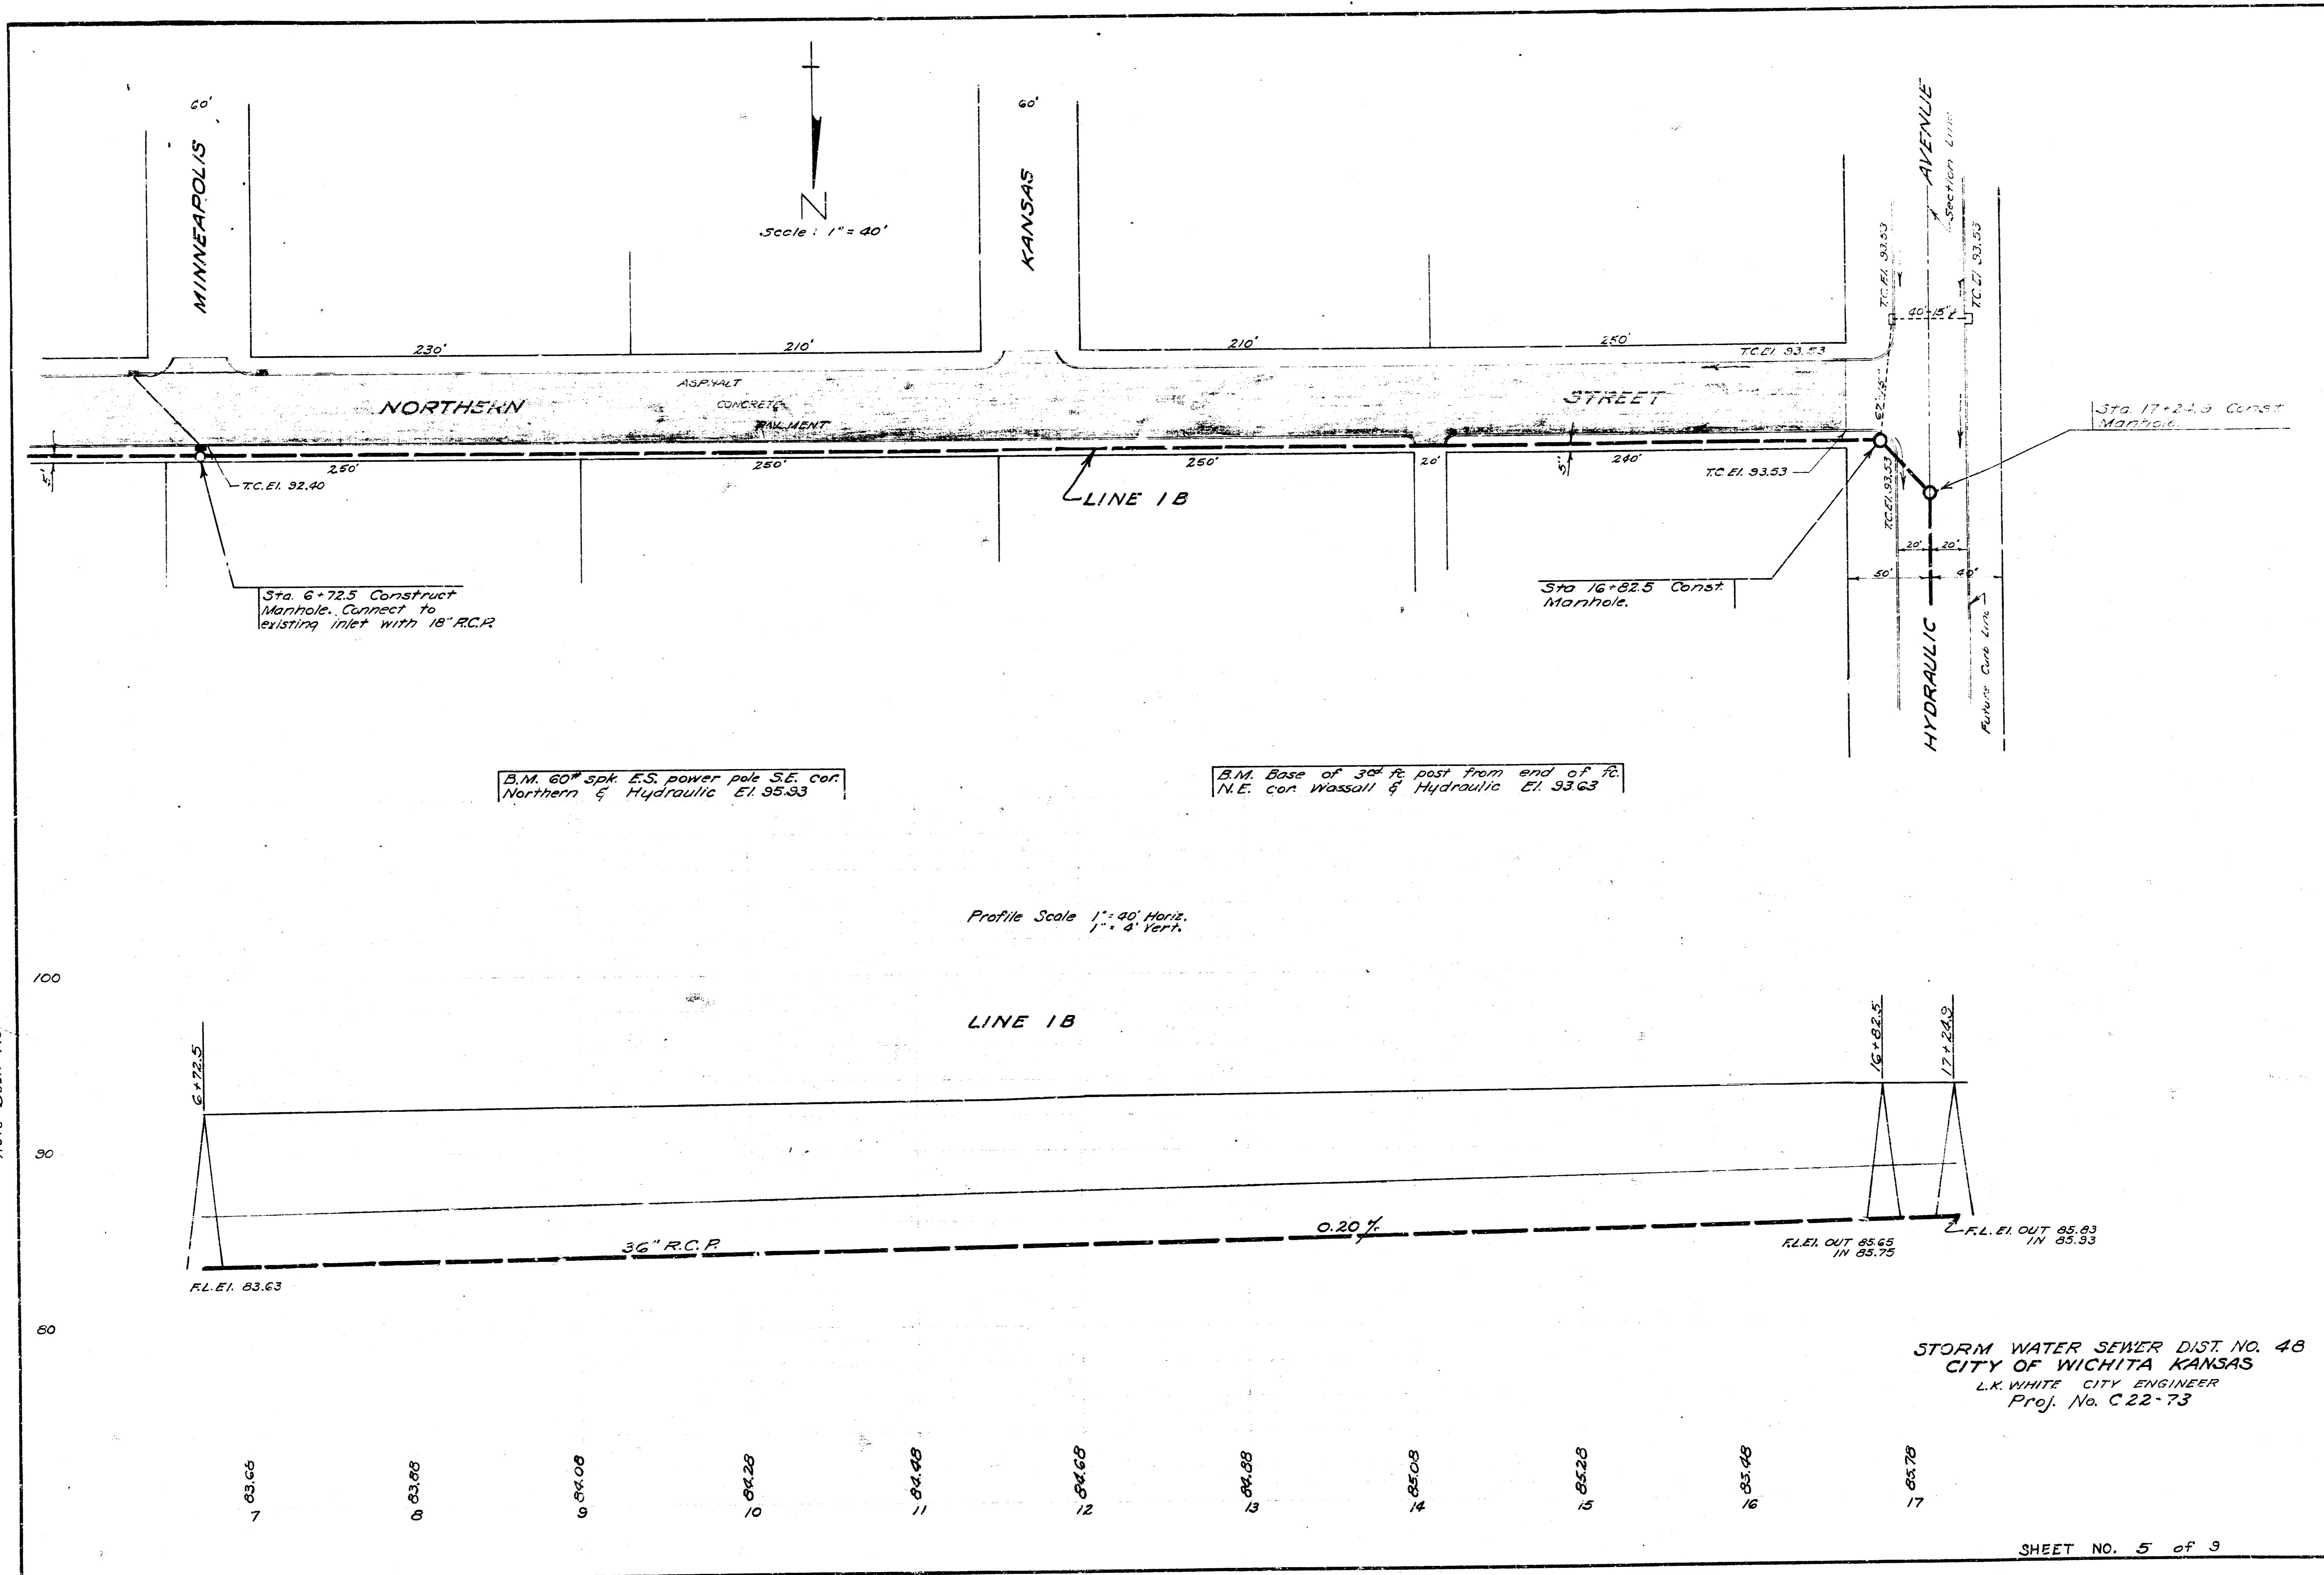 60'
MINNEAPOLIS
N
Scale: 1" = 40'
60'
KANSAS
AVENUE
Section Line
T.C.El. 93.53
T.C.El. 93.53
40'-15"
230'
210'
210'
250'
T.C.El. 93.53
ASPHALT
CONCRETE
PAVEMENT
NORTHERN
STREET
Sta. 17+24.9 Const
Manhole.
5'
250'
250'
250'
20'
5'
240'
T.C.El. 93.53
T.C.El. 92.40
LINE 1B
T.C.El. 93.53
20'
20'
50'
40'
Sta. 6+72.5 Construct
Manhole. Connect to
existing inlet with 18" R.C.P.
Sta 16+82.5 Const.
Manhole.
HYDRAULIC
Future Curb Line
B.M. 60# spk. E.S. power pole S.E. cor.
Northern & Hydraulic El. 95.93
B.M. Base of 3rd fc. post from end of fc.
N.E. cor. Wassall & Hydraulic El. 93.63
Profile Scale 1"=40' Horiz.
1"= 4' Vert.
100
LINE 1B
6+72.5
16+82.5
17+24.9
90
36" R.C.P.
0.20 %
F.L.El. OUT 85.65
IN 85.75
F.L.El. OUT 85.83
IN 85.93
F.L.El. 83.63
80
STORM WATER SEWER DIST. NO. 48
CITY OF WICHITA KANSAS
L.K. WHITE CITY ENGINEER
Proj. No. C 22-73
83.68
83.88
84.08
84.28
84.48
84.68
84.88
85.08
85.28
85.48
85.78
7
8
9
10
11
12
13
14
15
16
17
SHEET NO. 5 of 9